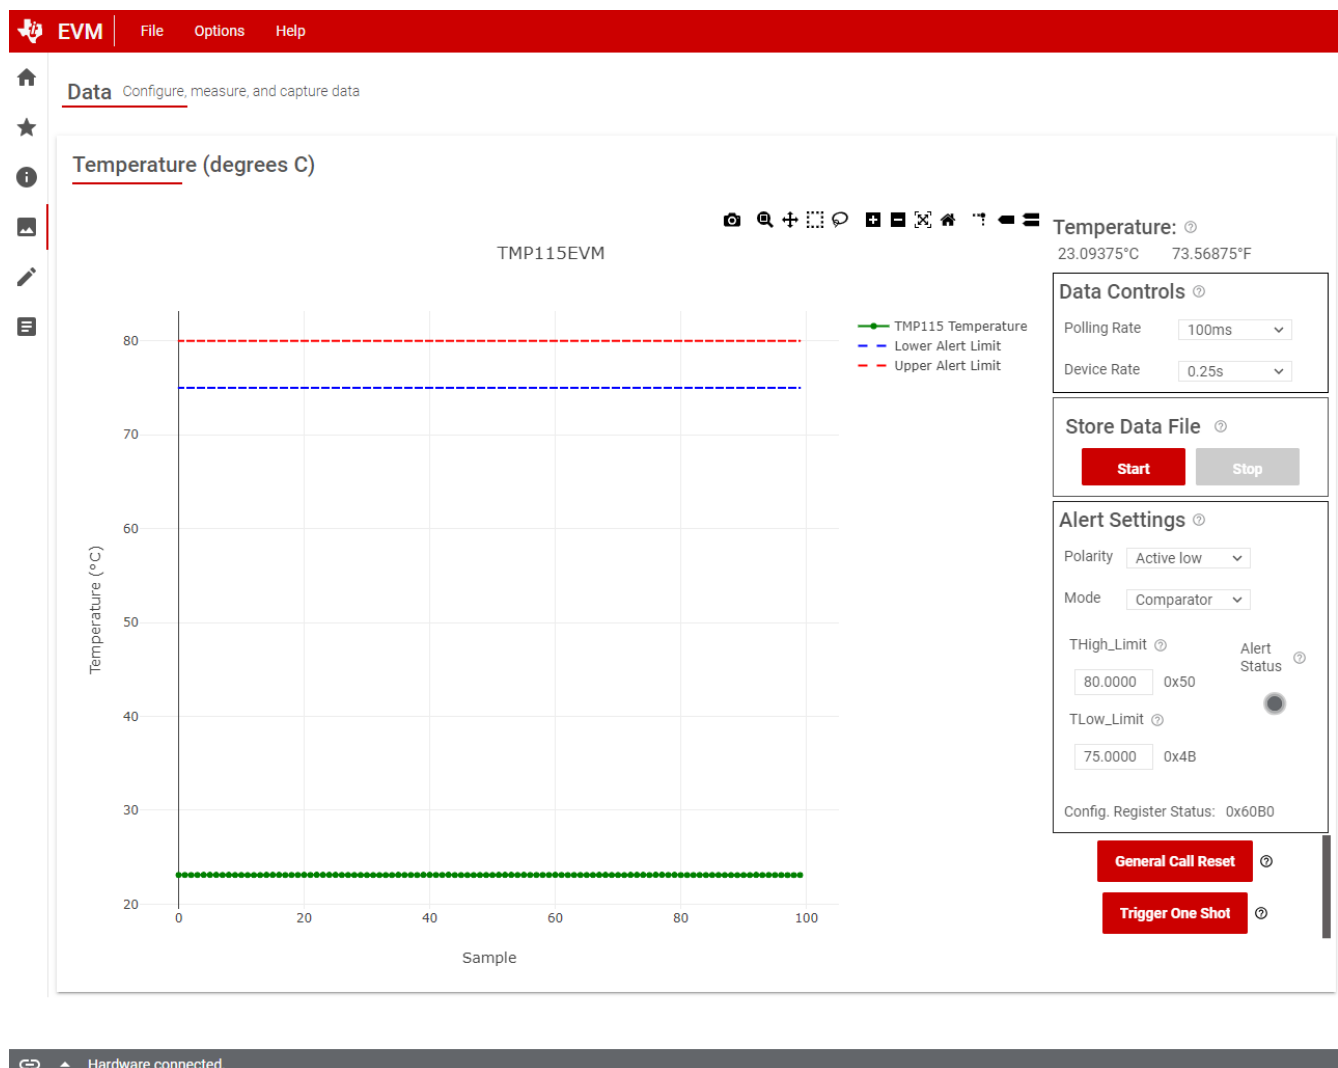 EVM File Options Help
Data Configure, measure, and capture data
Temperature (degrees C)
TMP115EVM
80
70
60
50
40
30
20
0 20 40 60 80 100
Temperature (°C)
Sample
TMP115 Temperature
Lower Alert Limit
Upper Alert Limit
Temperature:
23.09375°C 73.56875°F
Data Controls
Polling Rate 100ms
Device Rate 0.25s
Store Data File
Start Stop
Alert Settings
Polarity Active low
Mode Comparator
THigh_Limit
80.0000 0x50
Alert
Status
TLow_Limit
75.0000 0x4B
Config. Register Status: 0x60B0
General Call Reset
Trigger One Shot
Hardware connected